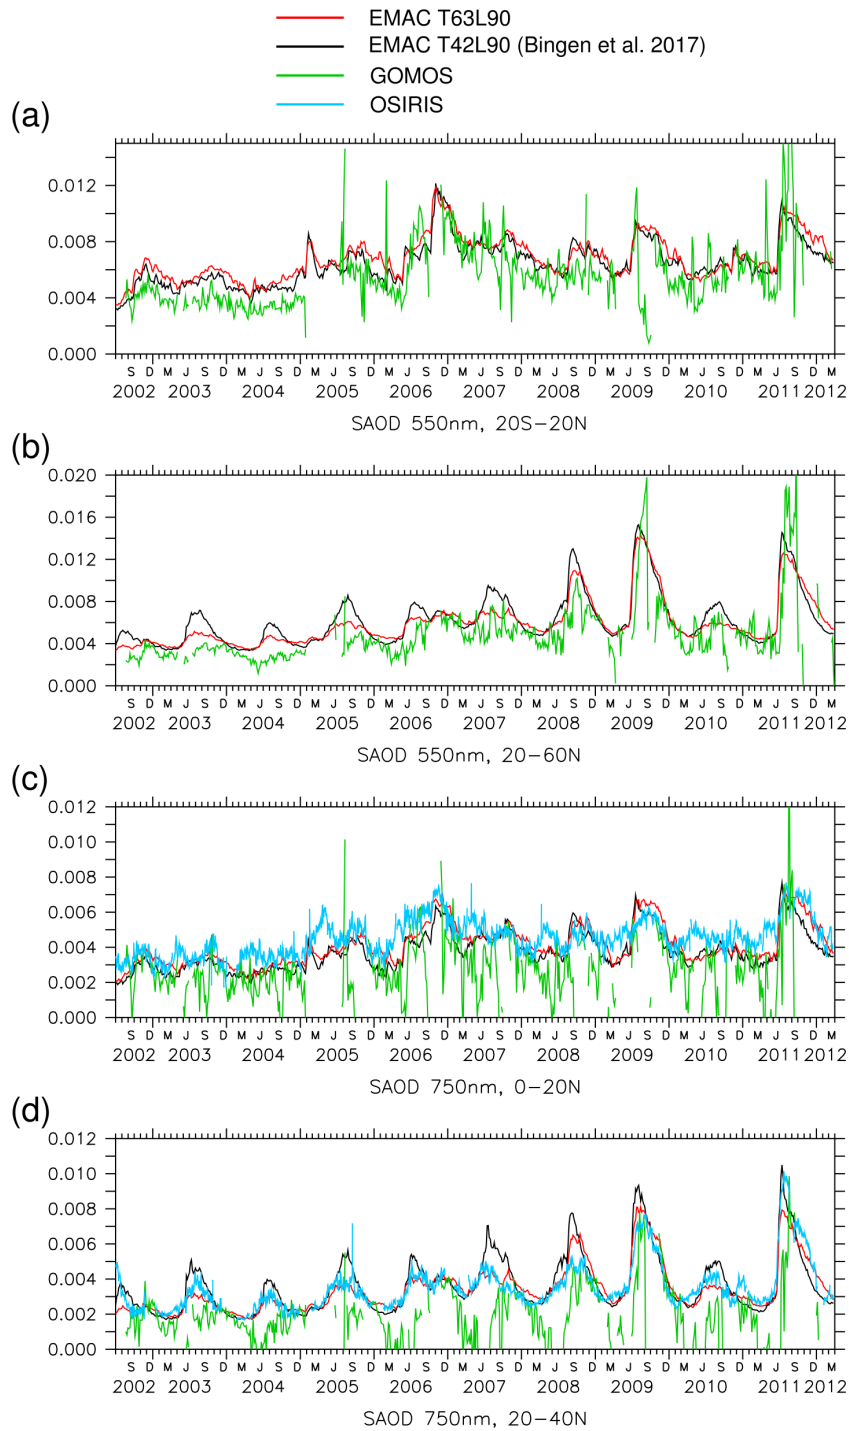 EMAC T63L90
EMAC T42L90 (Bingen et al. 2017)
GOMOS
OSIRIS
(a)
0.012
0.008
0.004
0.000
S D M J S D M J S D M J S D M J S D M J S D M J S D M J S D M J S D M J S D M
2002 2003 2004 2005 2006 2007 2008 2009 2010 2011 2012
SAOD 550nm, 20S-20N
(b)
0.020
0.016
0.012
0.008
0.004
0.000
S D M J S D M J S D M J S D M J S D M J S D M J S D M J S D M J S D M J S D M
2002 2003 2004 2005 2006 2007 2008 2009 2010 2011 2012
SAOD 550nm, 20-60N
(c)
0.012
0.010
0.008
0.006
0.004
0.002
0.000
S D M J S D M J S D M J S D M J S D M J S D M J S D M J S D M J S D M J S D M
2002 2003 2004 2005 2006 2007 2008 2009 2010 2011 2012
SAOD 750nm, 0-20N
(d)
0.012
0.010
0.008
0.006
0.004
0.002
0.000
S D M J S D M J S D M J S D M J S D M J S D M J S D M J S D M J S D M J S D M
2002 2003 2004 2005 2006 2007 2008 2009 2010 2011 2012
SAOD 750nm, 20-40N